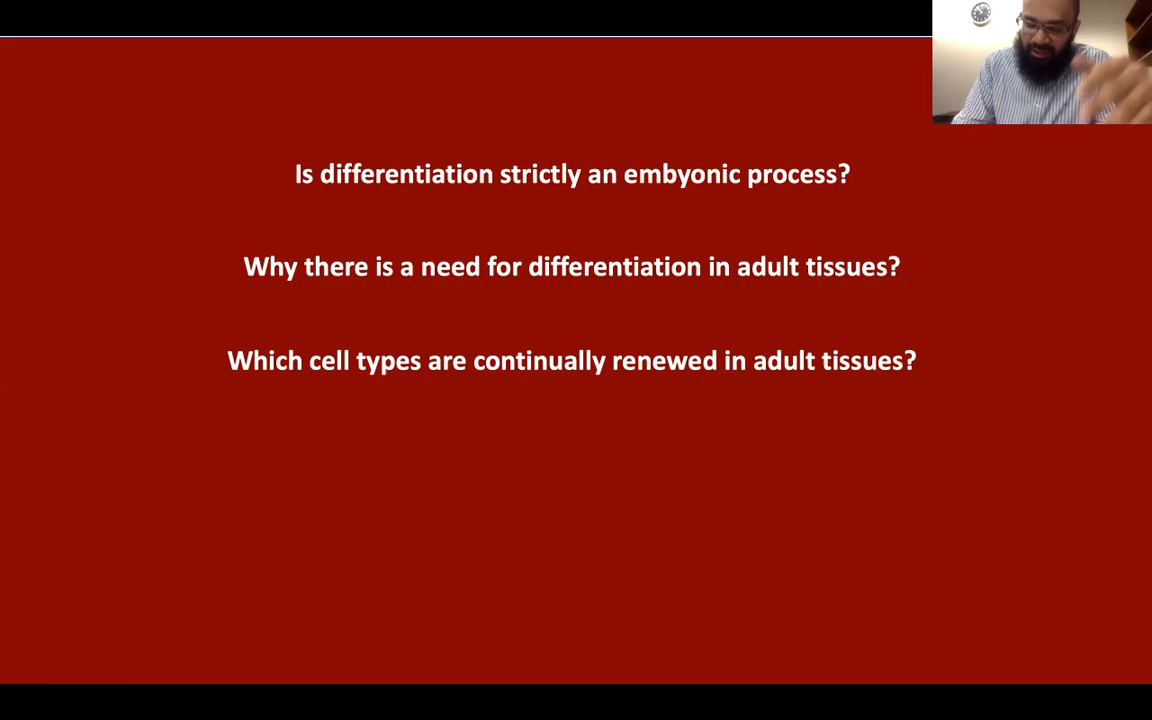 Is differentiation strictly an embyonic process?
Why there is a need for differentiation in adult tissues?
Which cell types are continually renewed in adult tissues?